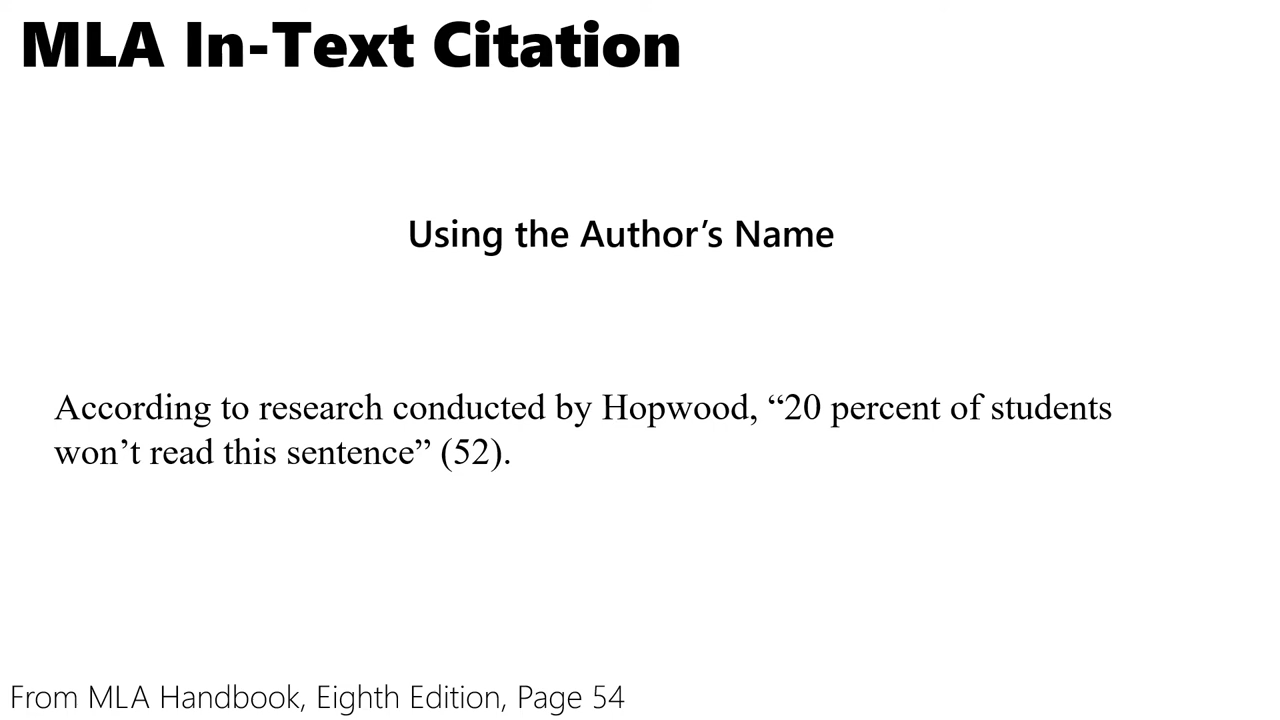 MLA In-Text Citation
Using the Author’s Name
According to research conducted by Hopwood, “20 percent of students
won’t read this sentence” (52).
From MLA Handbook, Eighth Edition, Page 54